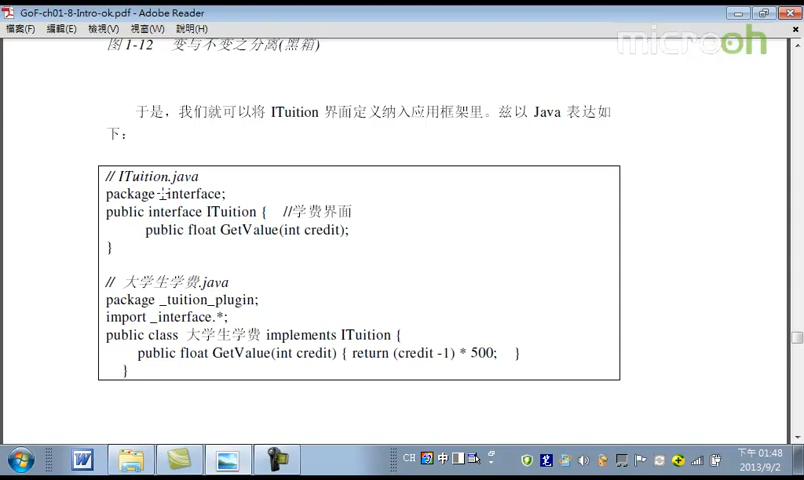 GoF-ch01-8-Intro-ok.pdf - Adobe Reader
檔案(F) 編輯(E) 檢視(V) 視窗(W) 說明(H)
microoh
图 1-12 变与不变之分离(黑箱)
于是，我们就可以将 ITuition 界面定义纳入应用框架里。兹以 Java 表达如
下：
// ITuition.java
package _interface;
public interface ITuition { //学费界面
public float GetValue(int credit);
}
// 大学生学费.java
package _tuition_plugin;
import _interface.*;
public class 大学生学费 implements ITuition {
public float GetValue(int credit) { return (credit -1) * 500; }
}
CH 中
下午 01:48
2013/9/2